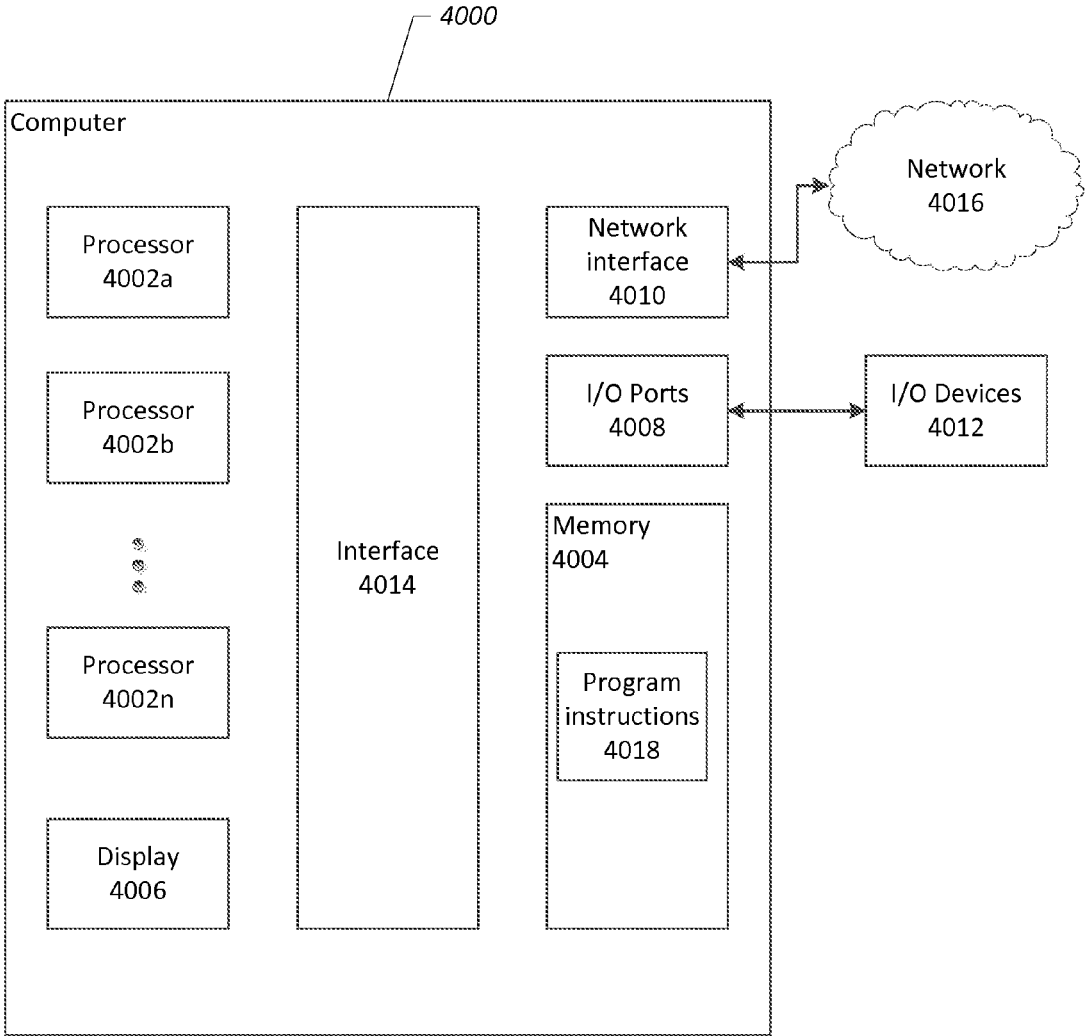 4000
Computer
Network
4016
Processor
4002a
Network
interface
4010
Processor
4002b
I/O Ports
4008
I/O Devices
4012
Interface
4014
Memory
4004
Processor
4002n
Program
instructions
4018
Display
4006